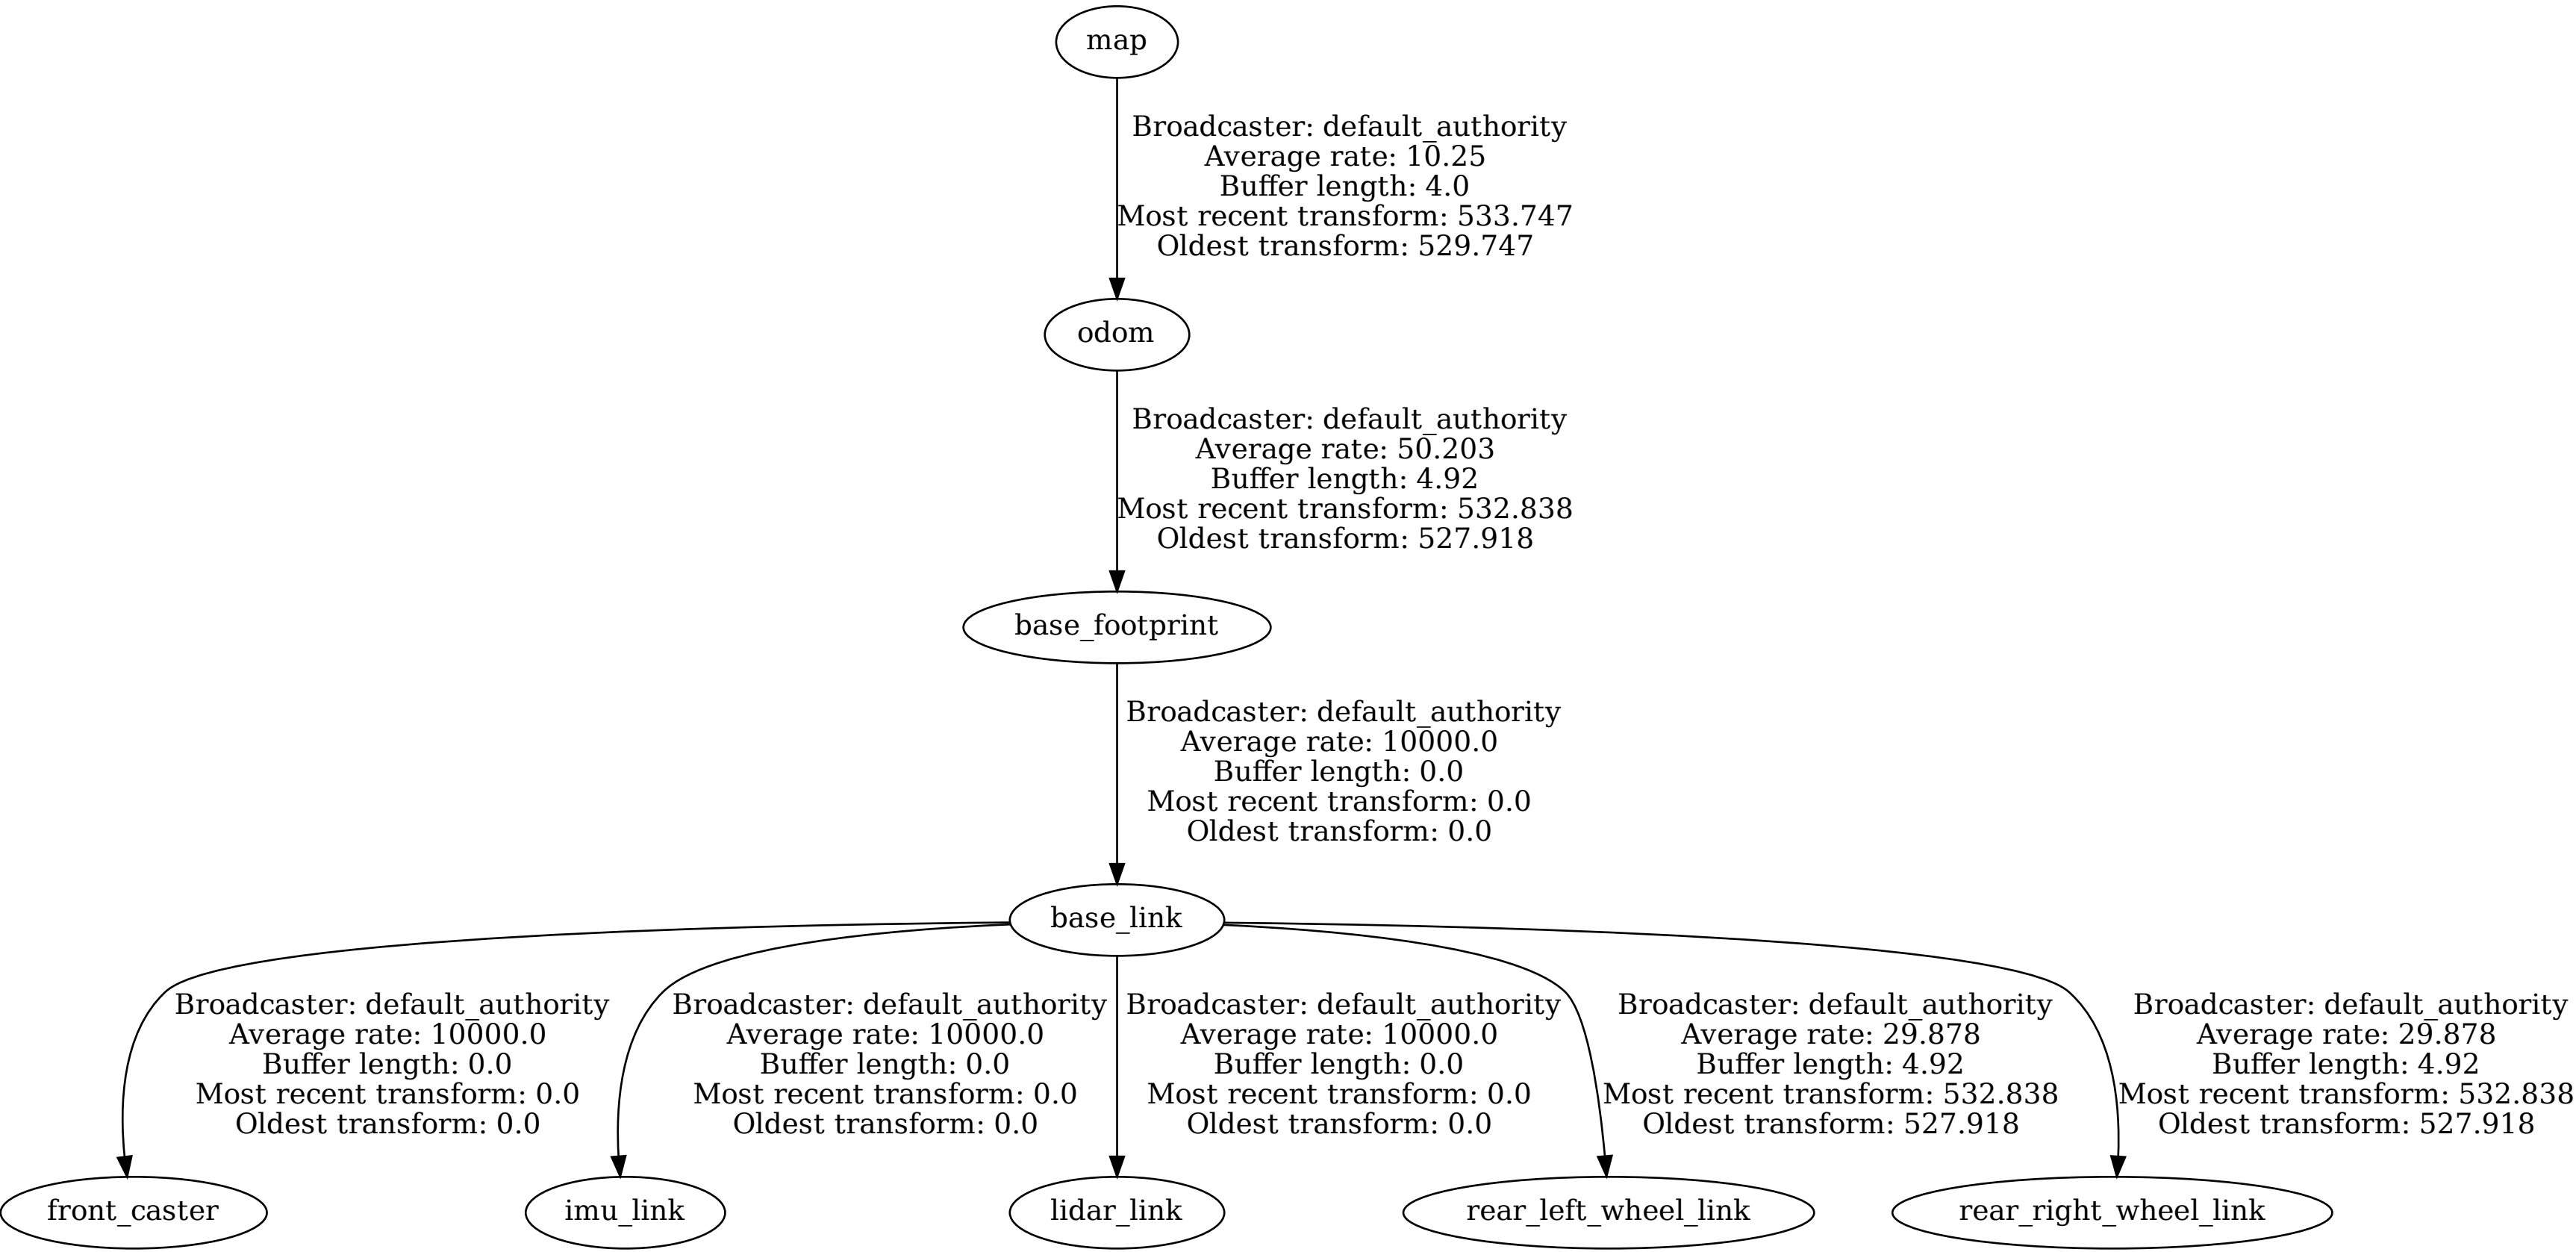 map
Broadcaster: default_authority
Average rate: 10.25
Buffer length: 4.0
Most recent transform: 533.747
Oldest transform: 529.747
odom
Broadcaster: default_authority
Average rate: 50.203
Buffer length: 4.92
Most recent transform: 532.838
Oldest transform: 527.918
base_footprint
Broadcaster: default_authority
Average rate: 10000.0
Buffer length: 0.0
Most recent transform: 0.0
Oldest transform: 0.0
base_link
Broadcaster: default_authority
Average rate: 10000.0
Buffer length: 0.0
Most recent transform: 0.0
Oldest transform: 0.0
Broadcaster: default_authority
Average rate: 10000.0
Buffer length: 0.0
Most recent transform: 0.0
Oldest transform: 0.0
Broadcaster: default_authority
Average rate: 10000.0
Buffer length: 0.0
Most recent transform: 0.0
Oldest transform: 0.0
Broadcaster: default_authority
Average rate: 29.878
Buffer length: 4.92
Most recent transform: 532.838
Oldest transform: 527.918
Broadcaster: default_authority
Average rate: 29.878
Buffer length: 4.92
Most recent transform: 532.838
Oldest transform: 527.918
front_caster
imu_link
lidar_link
rear_left_wheel_link
rear_right_wheel_link